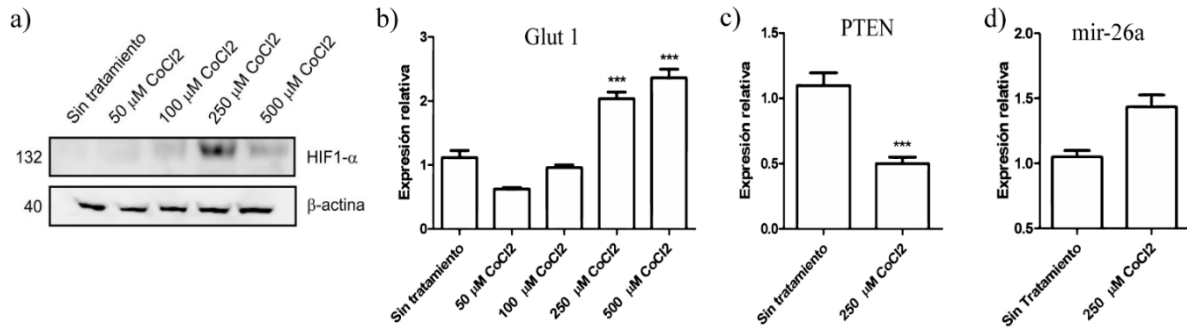 a)
Sin tratamiento
50 µM CoCl2
100 µM CoCl2
250 µM CoCl2
500 µM CoCl2
132
HIF1-α
40
β-actina
b)
Glut 1
Expresión relativa
3
2
1
0
***
***
Sin tratamiento
50 µM CoCl2
100 µM CoCl2
250 µM CoCl2
500 µM CoCl2
c)
PTEN
Expresión relativa
1.5
1.0
0.5
0.0
***
Sin tratamiento
250 µM CoCl2
d)
mir-26a
Expresión relativa
2.0
1.5
1.0
0.5
Sin Tratamiento
250 µM CoCl2